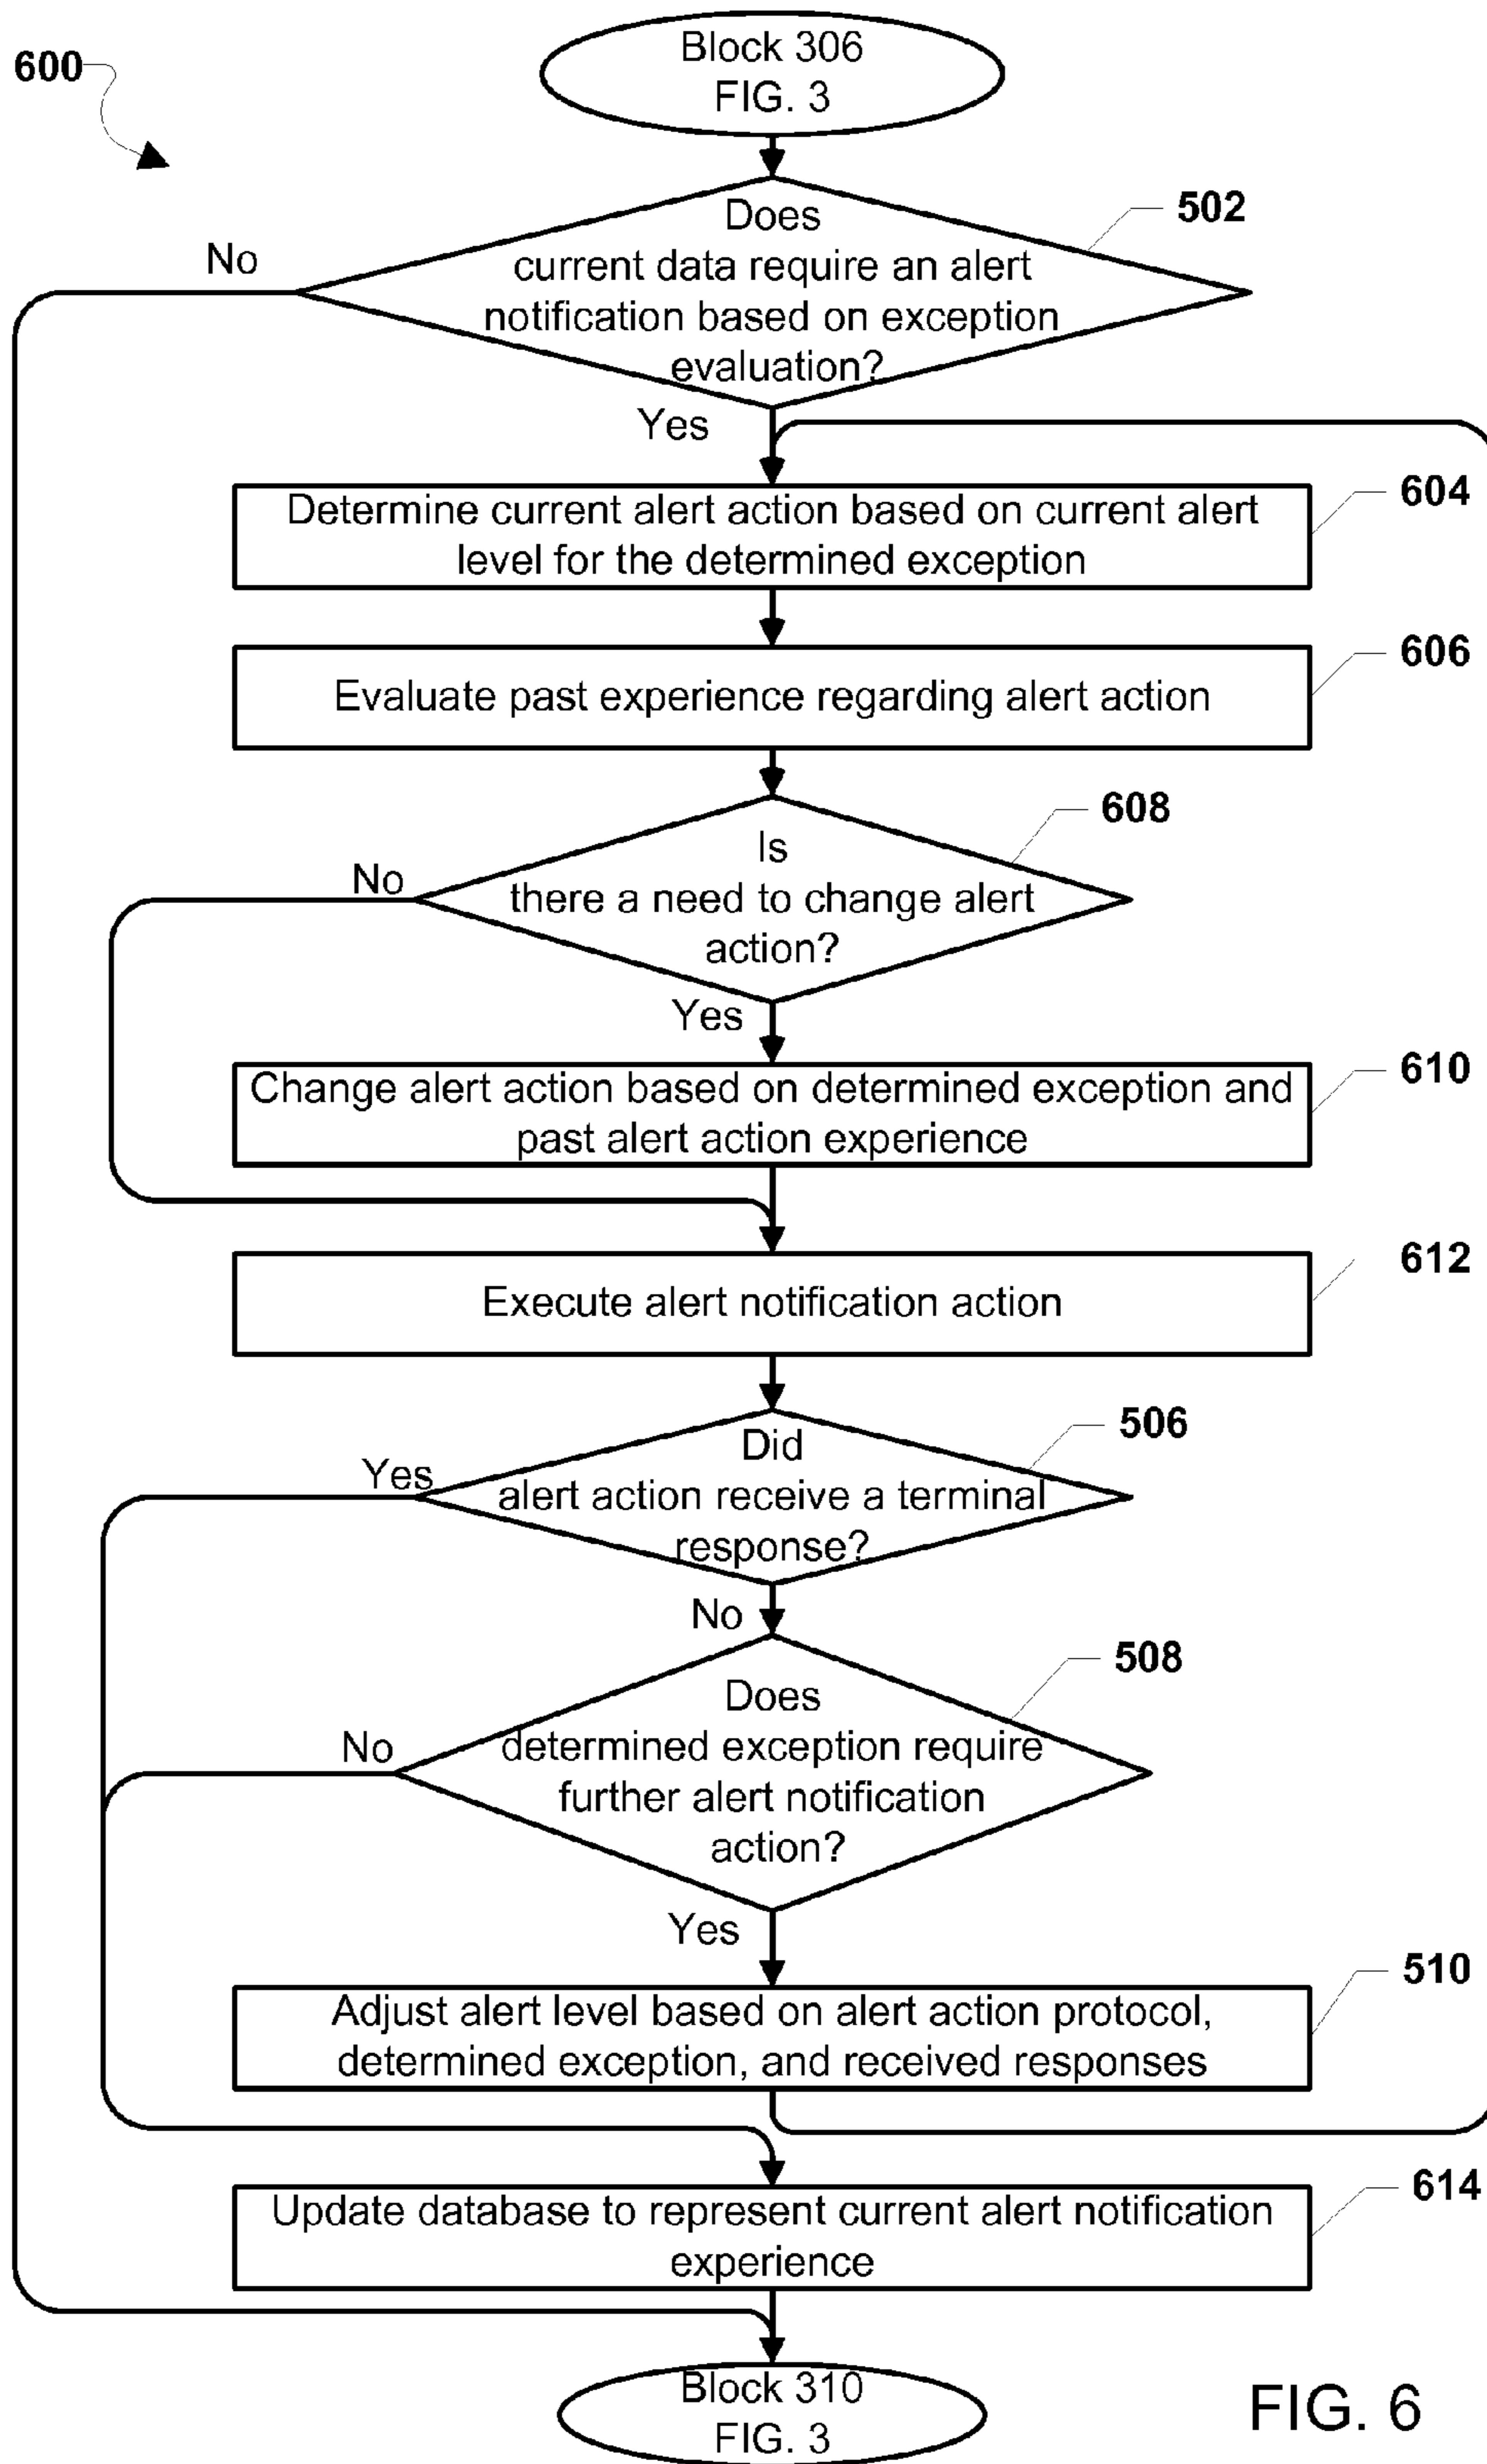 600
Block 306
FIG. 3
502
Does
current data require an alert
notification based on exception
evaluation?
No
Yes
604
Determine current alert action based on current alert
level for the determined exception
606
Evaluate past experience regarding alert action
608
Is
there a need to change alert
action?
No
Yes
610
Change alert action based on determined exception and
past alert action experience
612
Execute alert notification action
506
Did
alert action receive a terminal
response?
Yes
No
508
Does
determined exception require
further alert notification
action?
No
Yes
510
Adjust alert level based on alert action protocol,
determined exception, and received responses
614
Update database to represent current alert notification
experience
Block 310
FIG. 3
FIG. 6